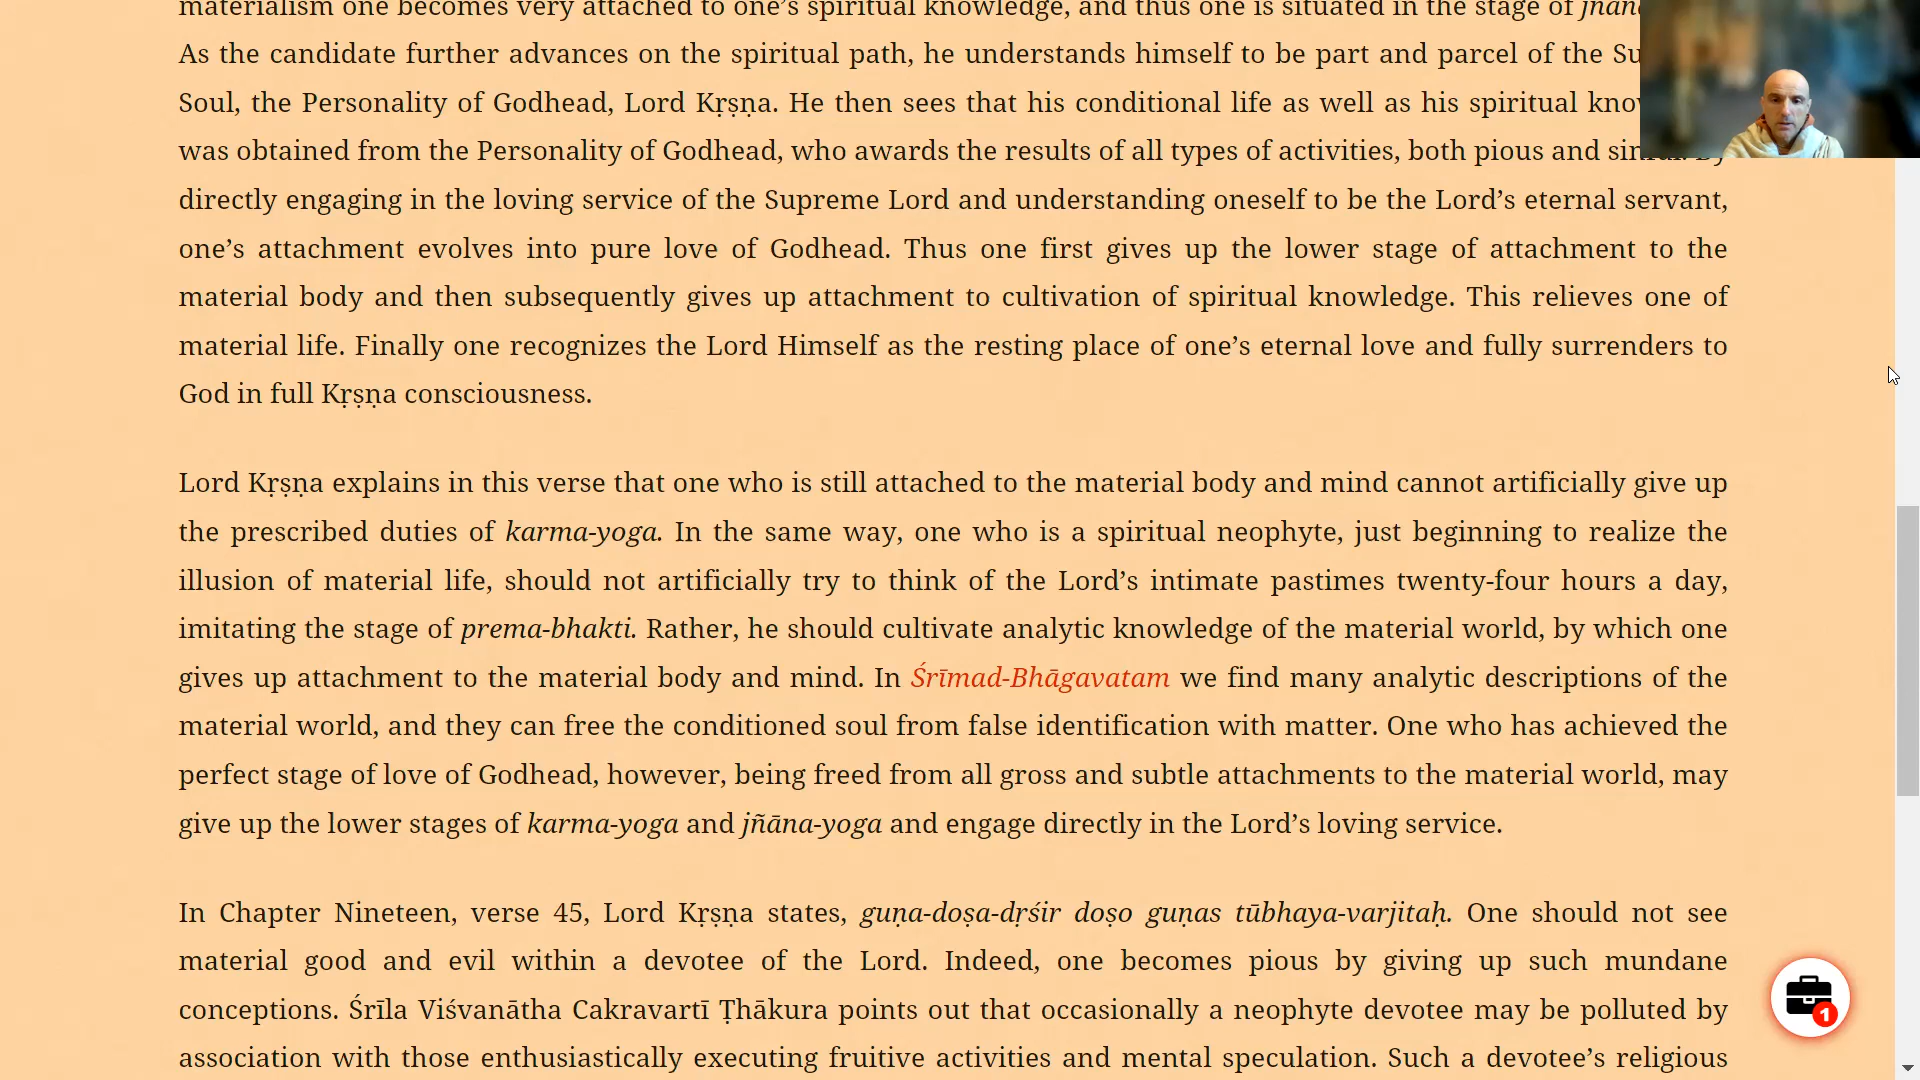 materialism one becomes very attached to one’s spiritual knowledge, and thus one is situated in the stage of
As the candidate further advances on the spiritual path, he understands himself to be part and parcel of the
Soul, the Personality of Godhead, Lord Kṛṣṇa. He then sees that his conditional life as well as his spiritual
was obtained from the Personality of Godhead, who awards the results of all types of activities, both pious and
directly engaging in the loving service of the Supreme Lord and understanding oneself to be the Lord’s eternal servant,
one’s attachment evolves into pure love of Godhead. Thus one first gives up the lower stage of attachment to the
material body and then subsequently gives up attachment to cultivation of spiritual knowledge. This relieves one of
material life. Finally one recognizes the Lord Himself as the resting place of one’s eternal love and fully surrenders to
God in full Kṛṣṇa consciousness.
Lord Kṛṣṇa explains in this verse that one who is still attached to the material body and mind cannot artificially give up
the prescribed duties of karma-yoga. In the same way, one who is a spiritual neophyte, just beginning to realize the
illusion of material life, should not artificially try to think of the Lord’s intimate pastimes twenty-four hours a day,
imitating the stage of prema-bhakti. Rather, he should cultivate analytic knowledge of the material world, by which one
gives up attachment to the material body and mind. In Śrīmad-Bhāgavatam we find many analytic descriptions of the
material world, and they can free the conditioned soul from false identification with matter. One who has achieved the
perfect stage of love of Godhead, however, being freed from all gross and subtle attachments to the material world, may
give up the lower stages of karma-yoga and jñāna-yoga and engage directly in the Lord’s loving service.
In Chapter Nineteen, verse 45, Lord Kṛṣṇa states, guṇa-doṣa-dṛśir doṣo guṇas tūbhaya-varjitaḥ. One should not see
material good and evil within a devotee of the Lord. Indeed, one becomes pious by giving up such mundane
conceptions. Śrīla Viśvanātha Cakravartī Ṭhākura points out that occasionally a neophyte devotee may be polluted by
association with those enthusiastically executing fruitive activities and mental speculation. Such a devotee’s religious
1